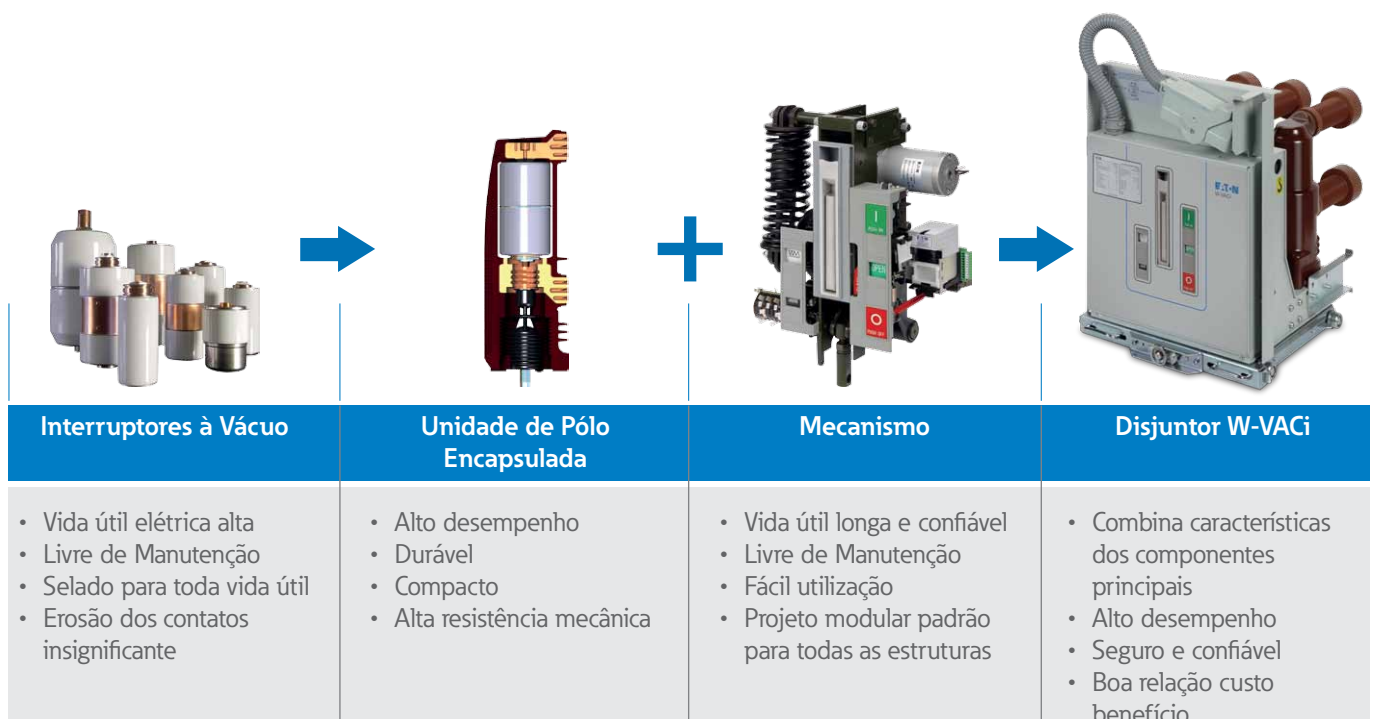 Interruptores à Vácuo
Unidade de Pólo
Encapsulada
Mecanismo
Disjuntor W-VACi
• Vida útil elétrica alta
• Livre de Manutenção
• Selado para toda vida útil
• Erosão dos contatos
insignificante
• Alto desempenho
• Durável
• Compacto
• Alta resistência mecânica
• Vida útil longa e confiável
• Livre de Manutenção
• Fácil utilização
• Projeto modular padrão
para todas as estruturas
• Combina características
dos componentes
principais
• Alto desempenho
• Seguro e confiável
• Boa relação custo
benefício